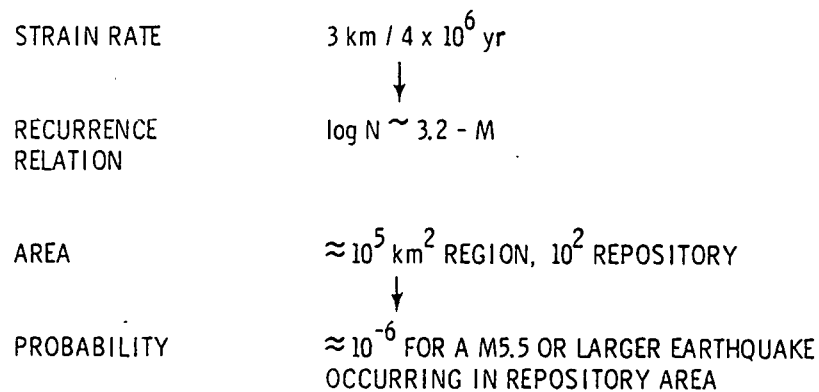 STRAIN RATE 3 km / 4 x 10^6 yr
↓
RECURRENCE log N ~ 3.2 - M
RELATION
AREA ≈ 10^5 km^2 REGION, 10^2 REPOSITORY
↓
PROBABILITY ≈ 10^-6 FOR A M5.5 OR LARGER EARTHQUAKE
OCCURRING IN REPOSITORY AREA